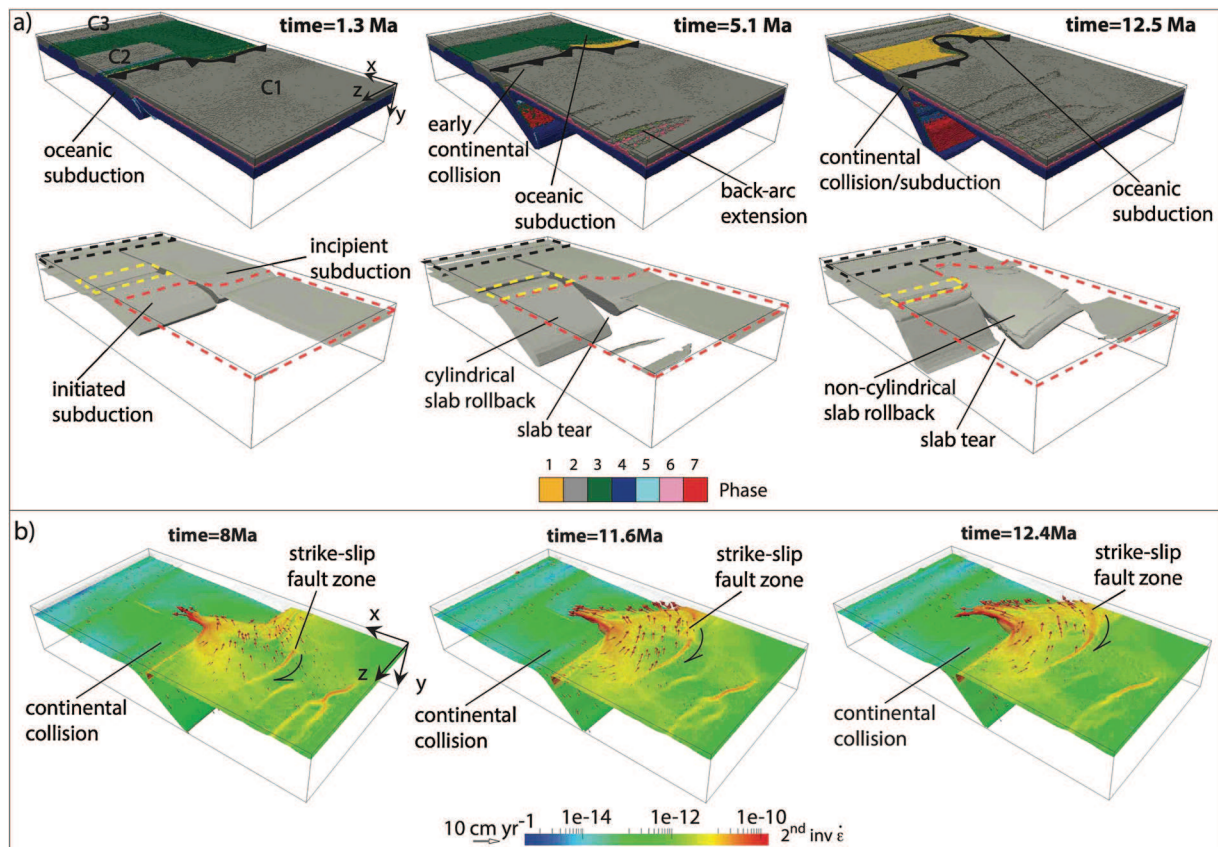 a)
time=1.3 Ma
time=5.1 Ma
time=12.5 Ma
C3
C2
C1
x
z
y
oceanic
subduction
early
continental
collision
oceanic
subduction
back-arc
extension
continental
collision/subduction
oceanic
subduction
incipient
subduction
initiated
subduction
cylindrical
slab rollback
slab tear
non-cylindrical
slab rollback
slab tear
1 2 3 4 5 6 7
Phase
b)
time=8Ma
time=11.6Ma
time=12.4Ma
strike-slip
fault zone
strike-slip
fault zone
strike-slip
fault zone
x
z
y
continental
collision
continental
collision
continental
collision
10 cm yr-1
1e-14 1e-12 1e-10
2nd inv ε̇